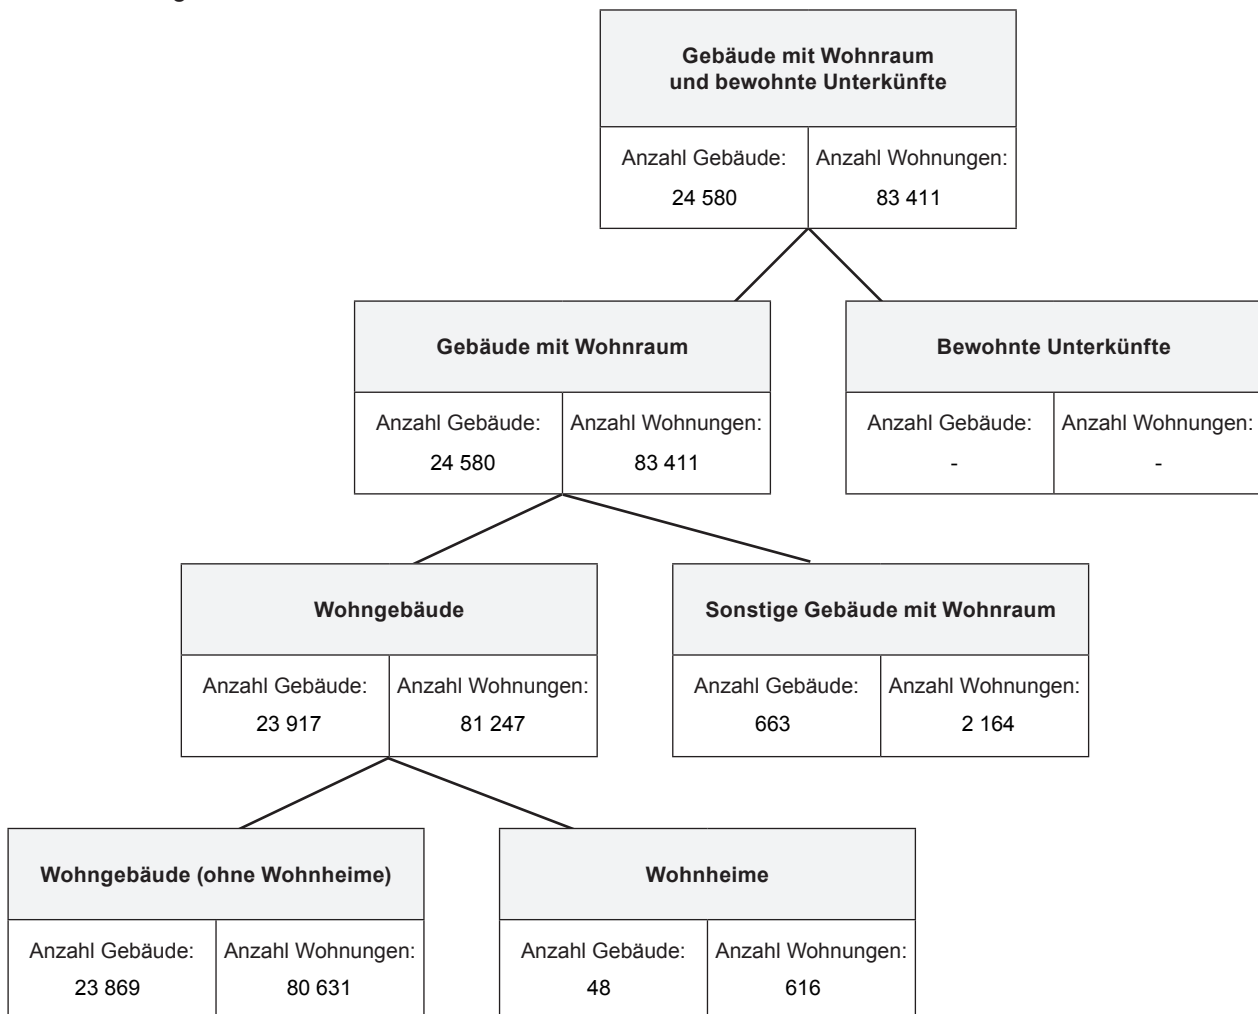 Gebäude mit Wohnraum
und bewohnte Unterkünfte
Anzahl Gebäude: Anzahl Wohnungen:
24 580 83 411
Gebäude mit Wohnraum Bewohnte Unterkünfte
Anzahl Gebäude: Anzahl Wohnungen: Anzahl Gebäude: Anzahl Wohnungen:
24 580 83 411 - -
Wohngebäude Sonstige Gebäude mit Wohnraum
Anzahl Gebäude: Anzahl Wohnungen: Anzahl Gebäude: Anzahl Wohnungen:
23 917 81 247 663 2 164
Wohngebäude (ohne Wohnheime) Wohnheime
Anzahl Gebäude: Anzahl Wohnungen: Anzahl Gebäude: Anzahl Wohnungen:
23 869 80 631 48 616